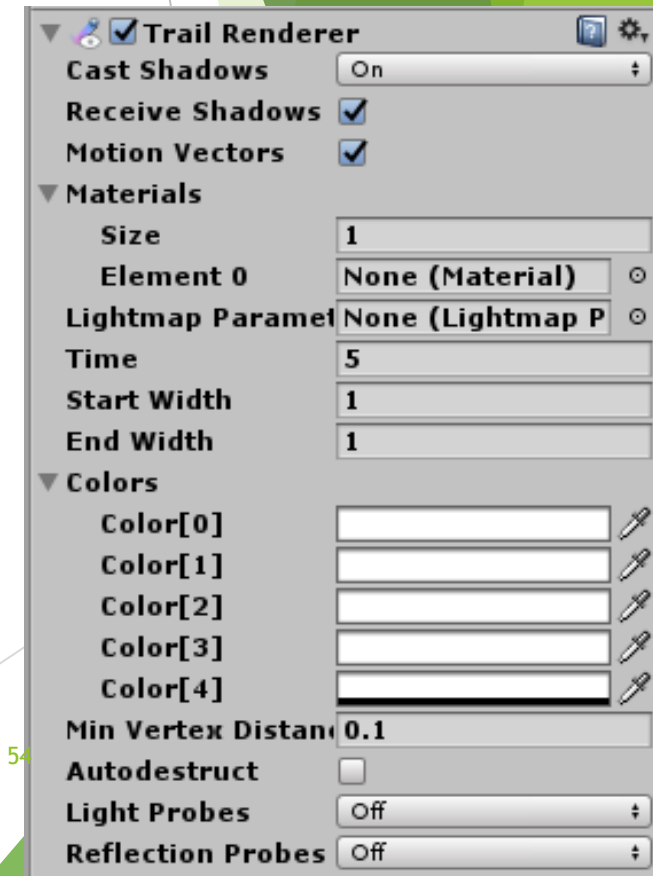 Trail Renderer
Cast Shadows On
Receive Shadows
Motion Vectors
Materials
Size 1
Element 0 None (Material)
Lightmap Paramet None (Lightmap P
Time 5
Start Width 1
End Width 1
Colors
Color[0]
Color[1]
Color[2]
Color[3]
Color[4]
Min Vertex Distan 0.1
54
Autodestruct
Light Probes Off
Reflection Probes Off